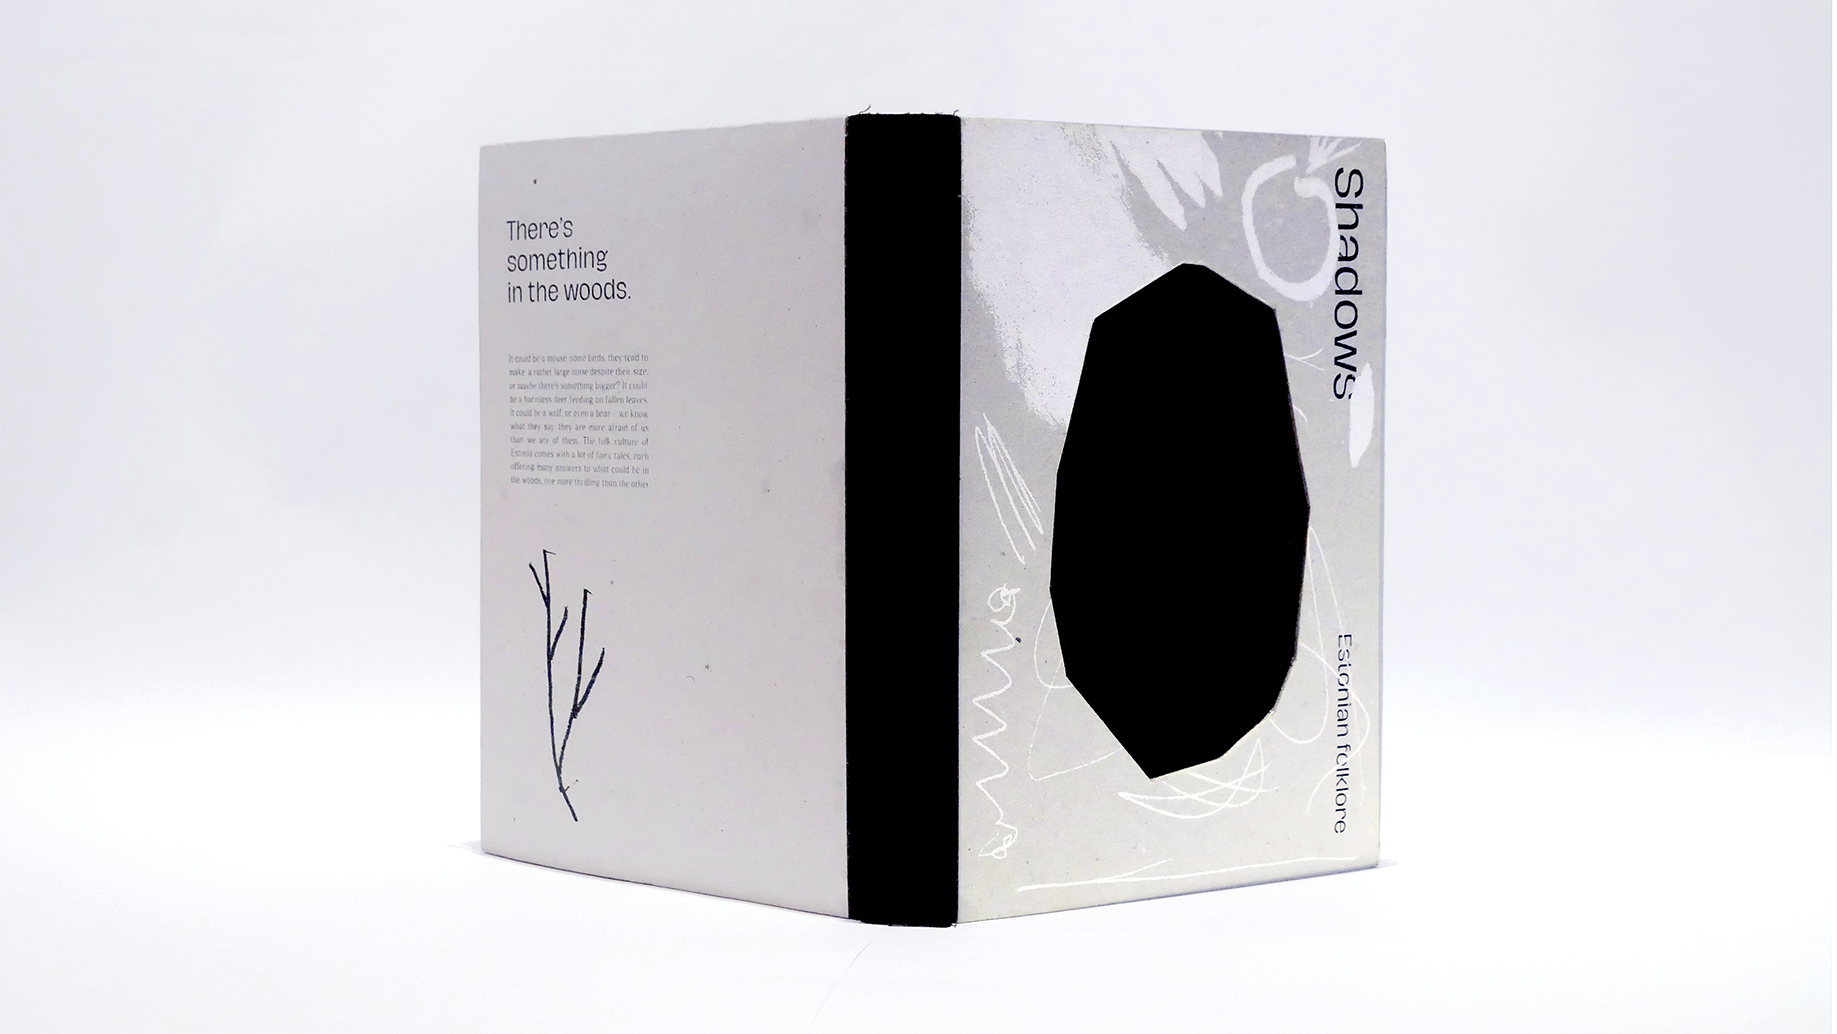 There's
something
in the woods.
It could be a mouse, some birds, they tend to
make a rather large noise despite their size,
or maybe there's something bigger? It could
be a harmless deer feeding on fallen leaves.
It could be a wolf, or even a bear – we know
what they say, they are more afraid of us
than we are of them. The folk culture of
Estonia comes with a lot of fairy tales, each
offering many answers to what could be in
the woods, one more thrilling than the other
Shadows
Estonian folklore